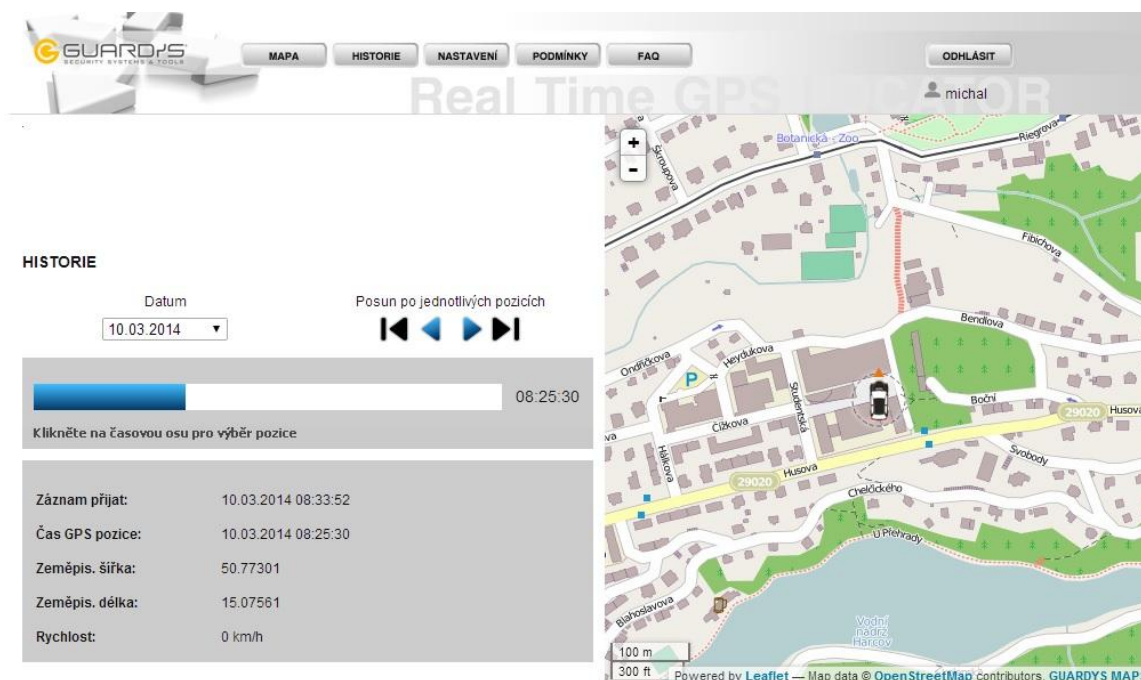 GUARDYS
SECURITY SYSTEMS & TOOLS
MAPA
HISTORIE
NASTAVENÍ
PODMÍNKY
FAQ
ODHLÁSIT
michal
Real Time GPS LOCATOR
HISTORIE
Datum
10.03.2014
Posun po jednotlivých pozicích
08:25:30
Klikněte na časovou osu pro výběr pozice
Záznam přijat: 10.03.2014 08:33:52
Čas GPS pozice: 10.03.2014 08:25:30
Zeměpis. šířka: 50.77301
Zeměpis. délka: 15.07561
Rychlost: 0 km/h
+
-
Botanická - Zoo
Riegrova
Škroupova
Fibichova
Bendlova
Ondříčkova
Heydukova
P
Studentská
Boční
29020
Husova
Čížkova
Hálkova
Svobody
Husova
29020
Chelčického
U Přehrady
Blahoslavova
Vodní
nádrž
Harcov
100 m
300 ft
Powered by Leaflet — Map data © OpenStreetMap contributors, GUARDYS MAP